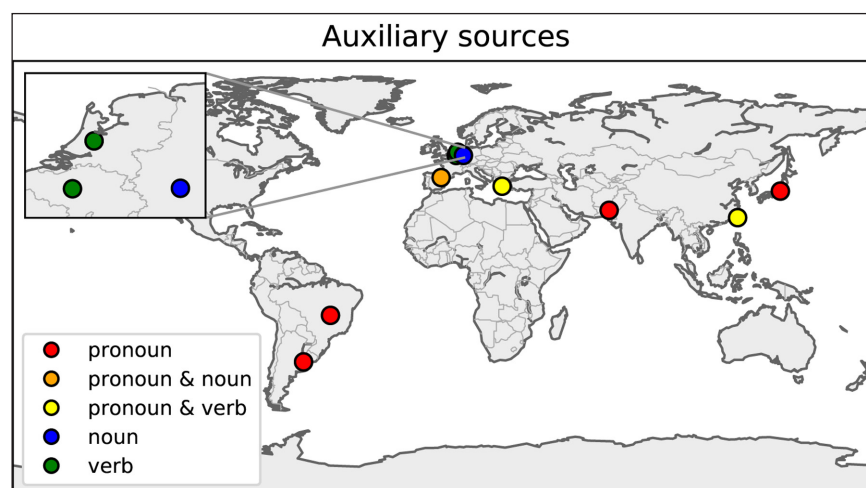 Auxiliary sources
pronoun
pronoun & noun
pronoun & verb
noun
verb